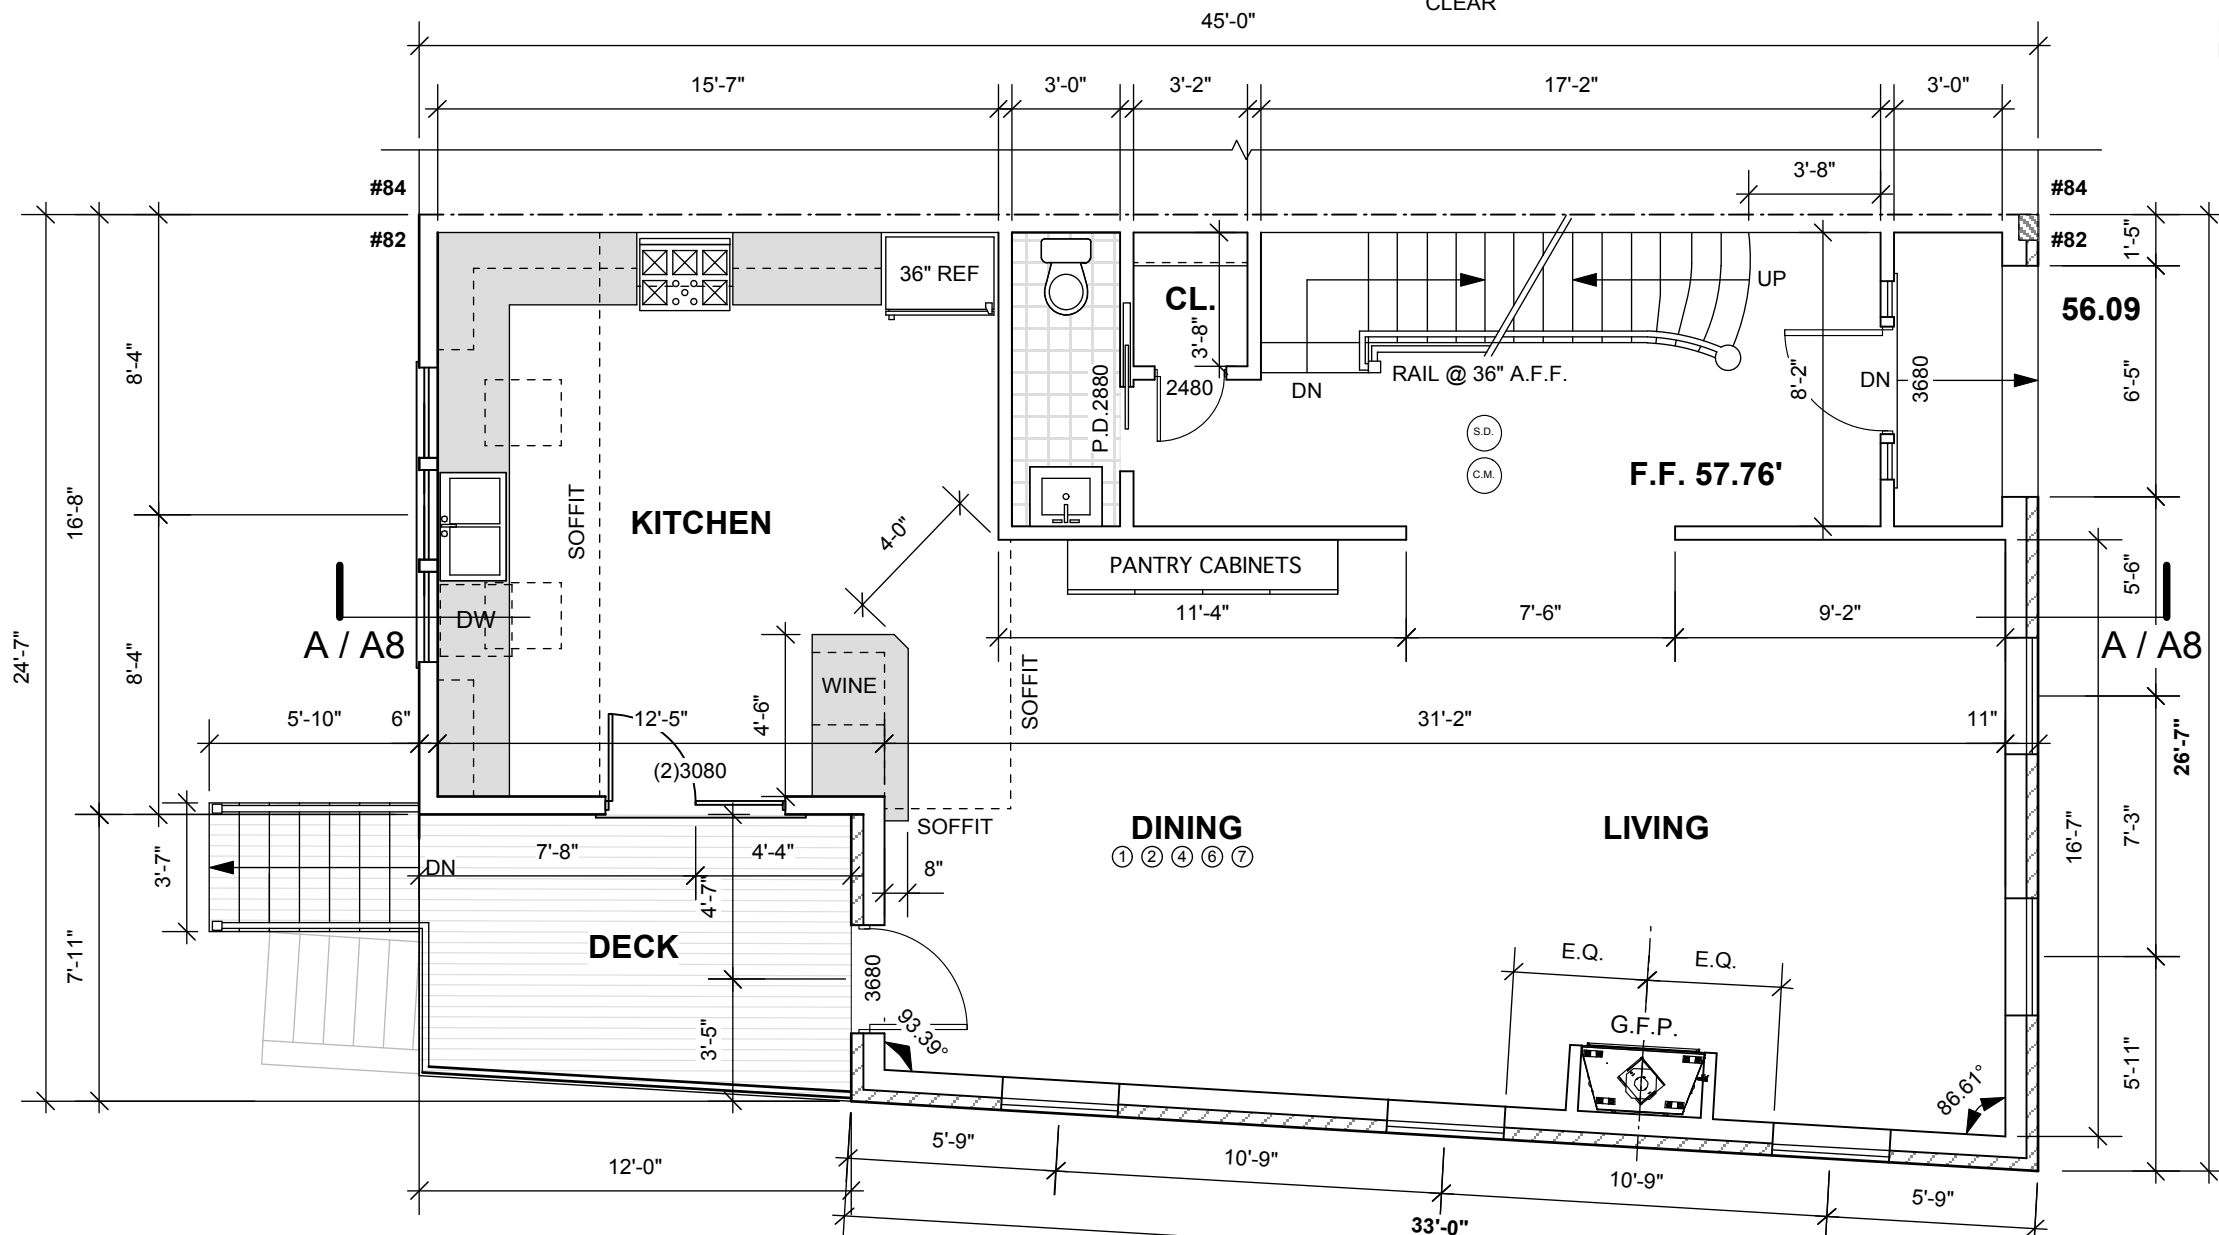 CLEAR
45'-0"
15'-7"
3'-0"
3'-2"
17'-2"
3'-0"
3'-8"
#84
#84
#82
#82
1'-5"
36" REF
CL.
UP
56.09
3'-8"
8'-4"
2480
P.D.2880
RAIL @ 36" A.F.F.
DN
8'-2"
DN
3680
6'-5"
S.D.
C.M.
F.F. 57.76'
16'-8"
SOFFIT
KITCHEN
4'-0"
PANTRY CABINETS
5'-6"
11'-4"
7'-6"
9'-2"
DW
A / A8
A / A8
24'-7"
8'-4"
WINE
SOFFIT
5'-10"
6"
12'-5"
4'-6"
31'-2"
11"
26'-7"
(2)3080
SOFFIT
DINING
LIVING
1 2 4 6 7
16'-7"
7'-3"
3'-7"
DN
7'-8"
4'-4"
4'-7"
8"
7'-11"
DECK
3680
E.Q.
E.Q.
93.39°
G.F.P.
3'-5"
86.61°
5'-11"
12'-0"
5'-9"
10'-9"
10'-9"
5'-9"
33'-0"